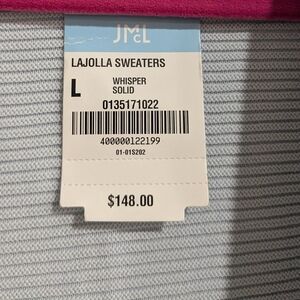 JMcL
LAJOLLA SWEATERS
L
WHISPER
SOLID
0135171022
400000122199
01-01S202
$148.00